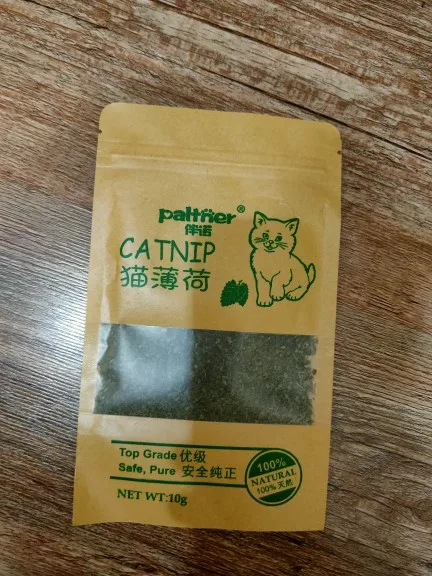 paltner®
伴诺
CATNIP
猫薄荷
Top Grade 优级
Safe, Pure 安全纯正
100%
NATURAL
100% 天然
NET WT:10g